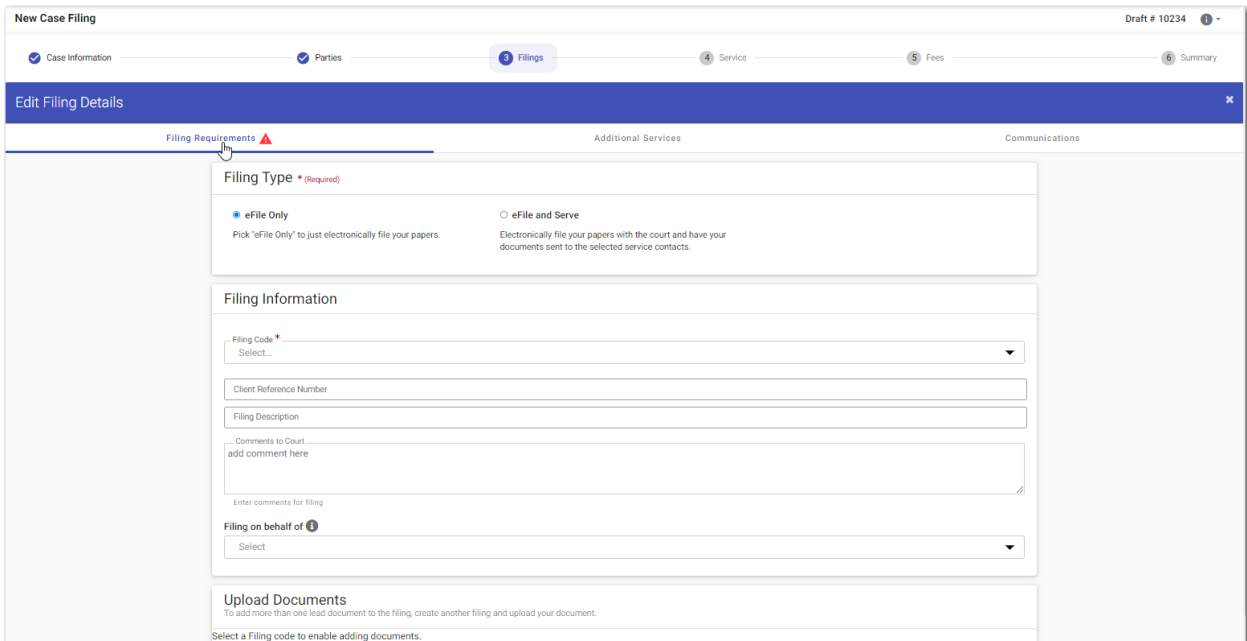 New Case Filing
Draft # 10234
Case Information
Parties
3 Filings
4 Service
5 Fees
6 Summary
Edit Filing Details
Filing Requirements
Additional Services
Communications
Filing Type * (Required)
eFile Only
eFile and Serve
Pick "eFile Only" to just electronically file your papers.
Electronically file your papers with the court and have your
documents sent to the selected service contacts.
Filing Information
Filing Code *
Select...
Client Reference Number
Filing Description
Comments to Court
add comment here
Enter comments for filing
Filing on behalf of
Select
Upload Documents
To add more than one lead document to the filing, create another filing and upload your document.
Select a Filing code to enable adding documents.